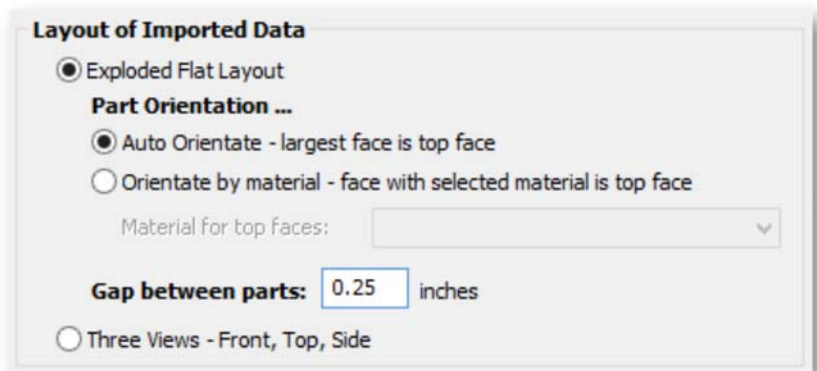 Layout of Imported Data
Exploded Flat Layout
Part Orientation ...
Auto Orientate - largest face is top face
Orientate by material - face with selected material is top face
Material for top faces:
Gap between parts: 0.25 inches
Three Views - Front, Top, Side